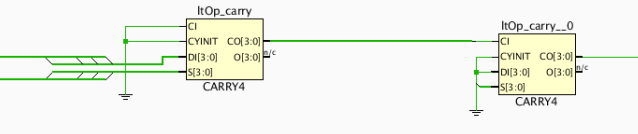 ltOp_carry
CI
CYINIT
DI[3:0]
S[3:0]
CO[3:0]
O[3:0]
n/c
CARRY4
ltOp_carry__0
CI
CYINIT
DI[3:0]
S[3:0]
CO[3:0]
O[3:0]
n/c
CARRY4